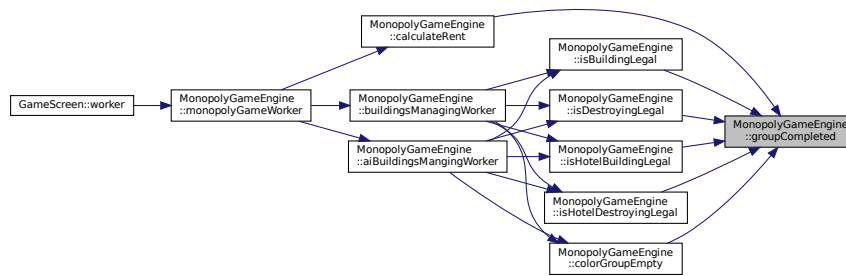 MonopolyGameEngine
::calculateRent
MonopolyGameEngine
::isBuildingLegal
GameScreen::worker
MonopolyGameEngine
::monopolyGameWorker
MonopolyGameEngine
::buildingsManagingWorker
MonopolyGameEngine
::isDestroyingLegal
MonopolyGameEngine
::groupCompleted
MonopolyGameEngine
::aiBuildingsMangingWorker
MonopolyGameEngine
::isHotelBuildingLegal
MonopolyGameEngine
::isHotelDestroyingLegal
MonopolyGameEngine
::colorGroupEmpty